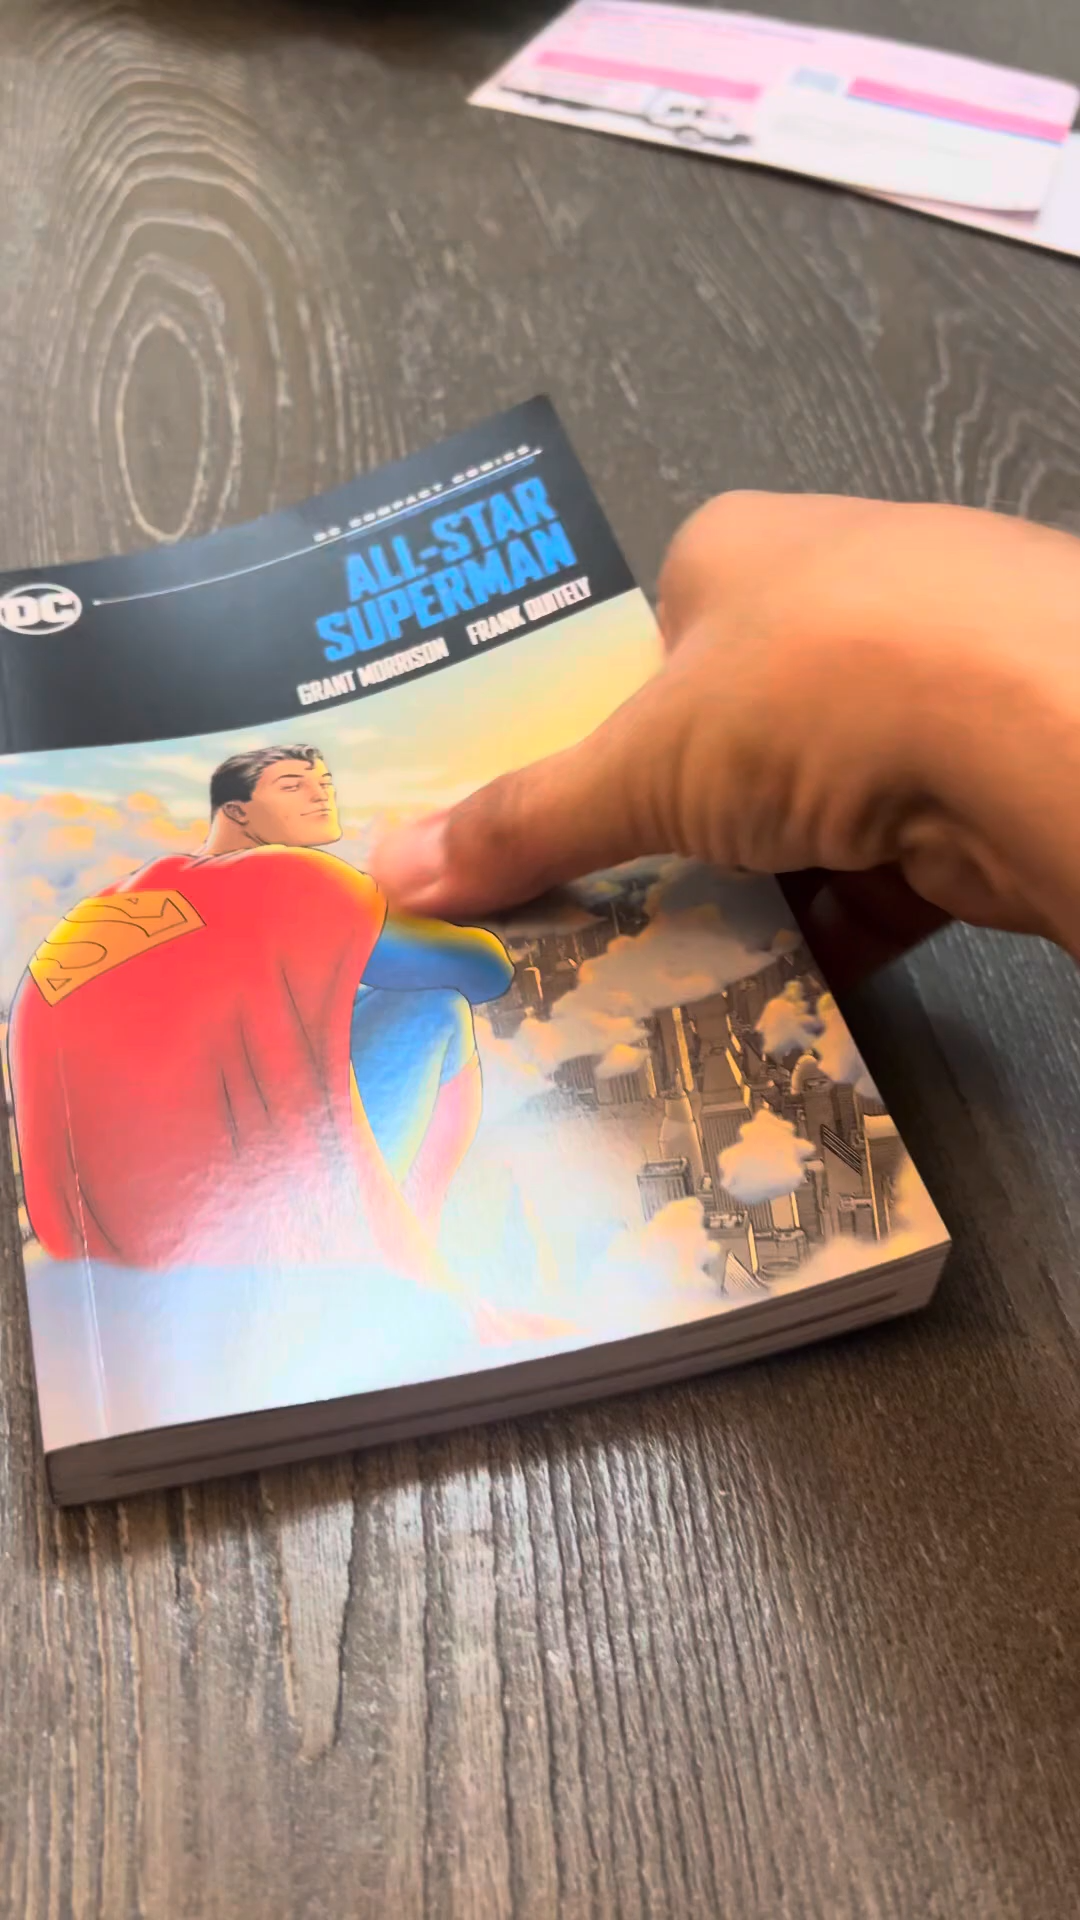 DC COMPACT COMICS
DC
ALL-STAR
SUPERMAN
GRANT MORRISON FRANK QUITELY